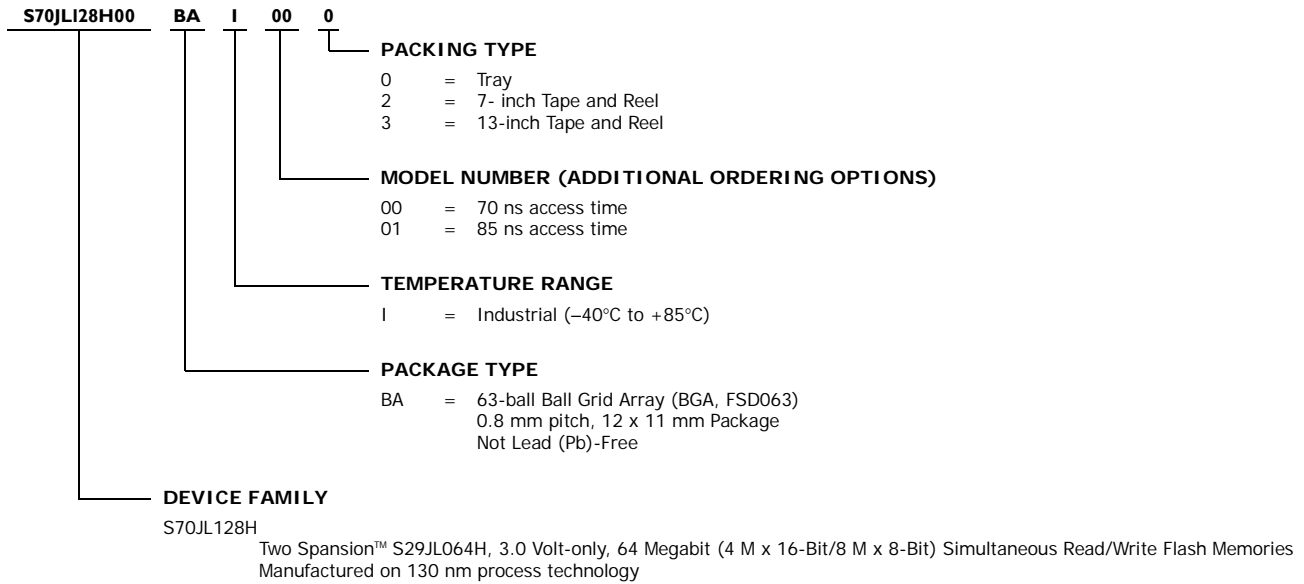 S70JL128H00 BA I 00 0
PACKING TYPE
0 = Tray
2 = 7- inch Tape and Reel
3 = 13-inch Tape and Reel
MODEL NUMBER (ADDITIONAL ORDERING OPTIONS)
00 = 70 ns access time
01 = 85 ns access time
TEMPERATURE RANGE
I = Industrial (–40°C to +85°C)
PACKAGE TYPE
BA = 63-ball Ball Grid Array (BGA, FSD063)
0.8 mm pitch, 12 x 11 mm Package
Not Lead (Pb)-Free
DEVICE FAMILY
S70JL128H
Two Spansion™ S29JL064H, 3.0 Volt-only, 64 Megabit (4 M x 16-Bit/8 M x 8-Bit) Simultaneous Read/Write Flash Memories
Manufactured on 130 nm process technology